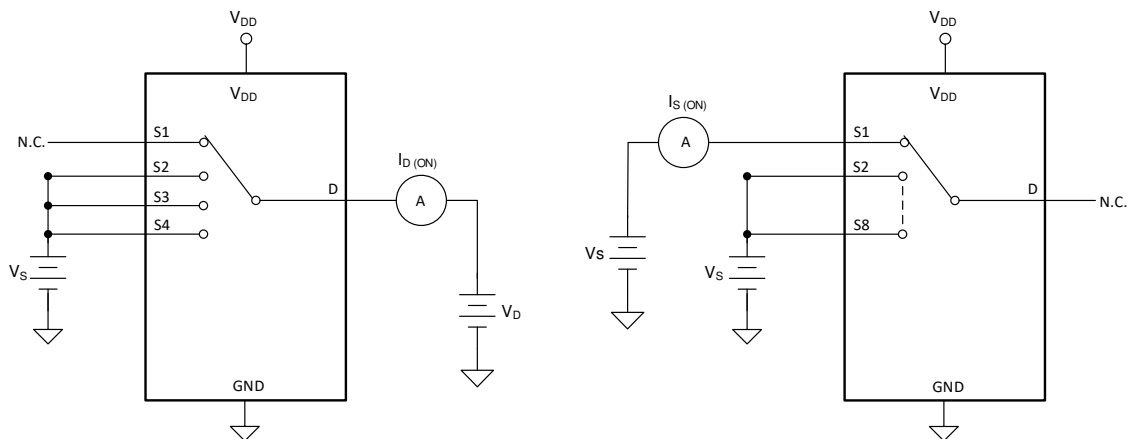 VDD
VDD
N.C.
S1
S2
S3
S4
D
ID (ON)
A
VS
VD
GND
VDD
VDD
IS (ON)
A
S1
S2
S8
D
N.C.
VS
VS
GND